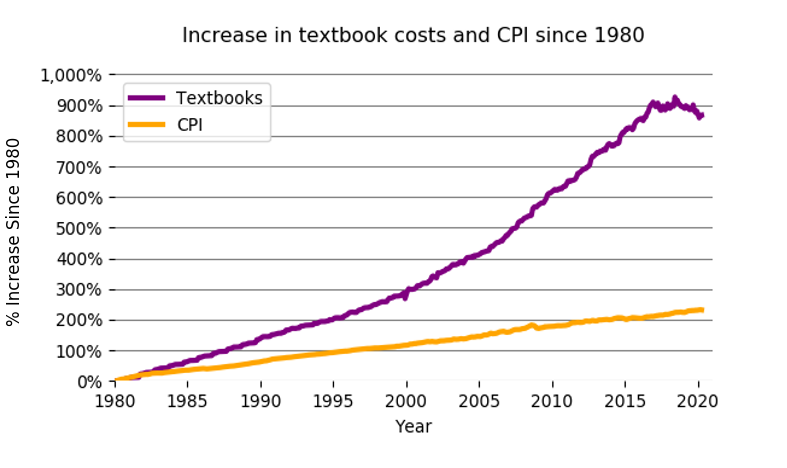 Increase in textbook costs and CPI since 1980
1,000%
900%
800%
700%
600%
500%
400%
300%
200%
100%
0%
% Increase Since 1980
Textbooks
CPI
1980 1985 1990 1995 2000 2005 2010 2015 2020
Year